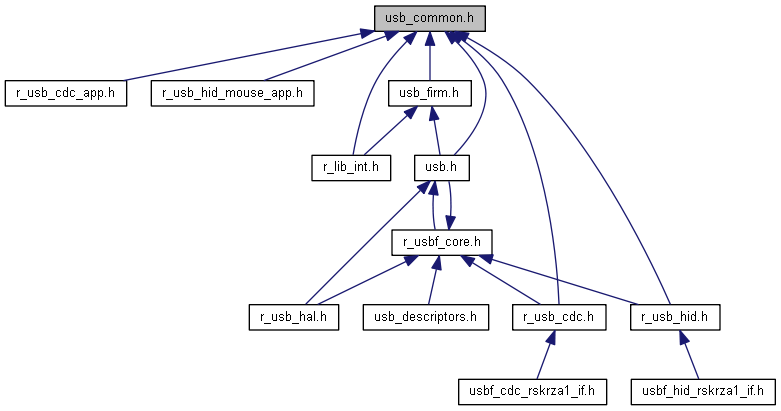 usb_common.h
r_usb_cdc_app.h
r_usb_hid_mouse_app.h
usb_firm.h
r_lib_int.h
usb.h
r_usbf_core.h
r_usb_hal.h
usb_descriptors.h
r_usb_cdc.h
r_usb_hid.h
usbf_cdc_rskrza1_if.h
usbf_hid_rskrza1_if.h